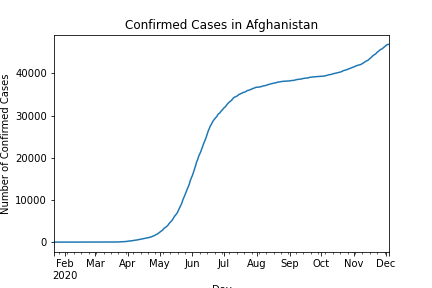 Confirmed Cases in Afghanistan
Number of Confirmed Cases
40000
30000
20000
10000
0
Feb Mar Apr May Jun Jul Aug Sep Oct Nov Dec
2020